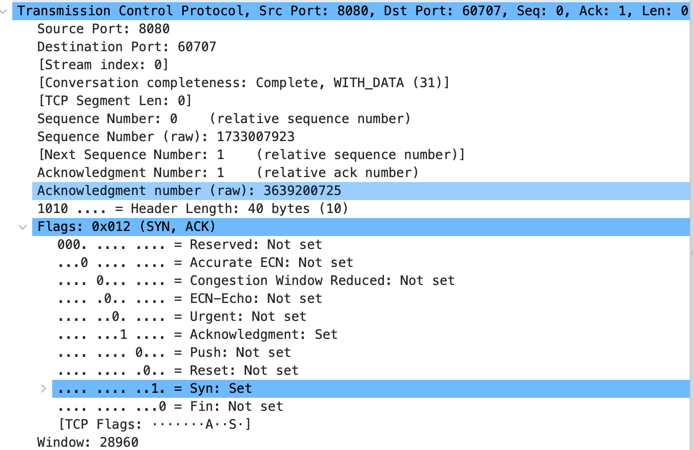 Transmission Control Protocol, Src Port: 8080, Dst Port: 60707, Seq: 0, Ack: 1, Len: 0
Source Port: 8080
Destination Port: 60707
[Stream index: 0]
[Conversation completeness: Complete, WITH_DATA (31)]
[TCP Segment Len: 0]
Sequence Number: 0    (relative sequence number)
Sequence Number (raw): 1733007923
[Next Sequence Number: 1    (relative sequence number)]
Acknowledgment Number: 1    (relative ack number)
Acknowledgment number (raw): 3639200725
1010 .... = Header Length: 40 bytes (10)
Flags: 0x012 (SYN, ACK)
000. .... .... = Reserved: Not set
...0 .... .... = Accurate ECN: Not set
.... 0... .... = Congestion Window Reduced: Not set
.... .0.. .... = ECN-Echo: Not set
.... ..0. .... = Urgent: Not set
.... ...1 .... = Acknowledgment: Set
.... .... 0... = Push: Not set
.... .... .0.. = Reset: Not set
.... .... ..1. = Syn: Set
.... .... ...0 = Fin: Not set
[TCP Flags: ·······A··S·]
Window: 28960